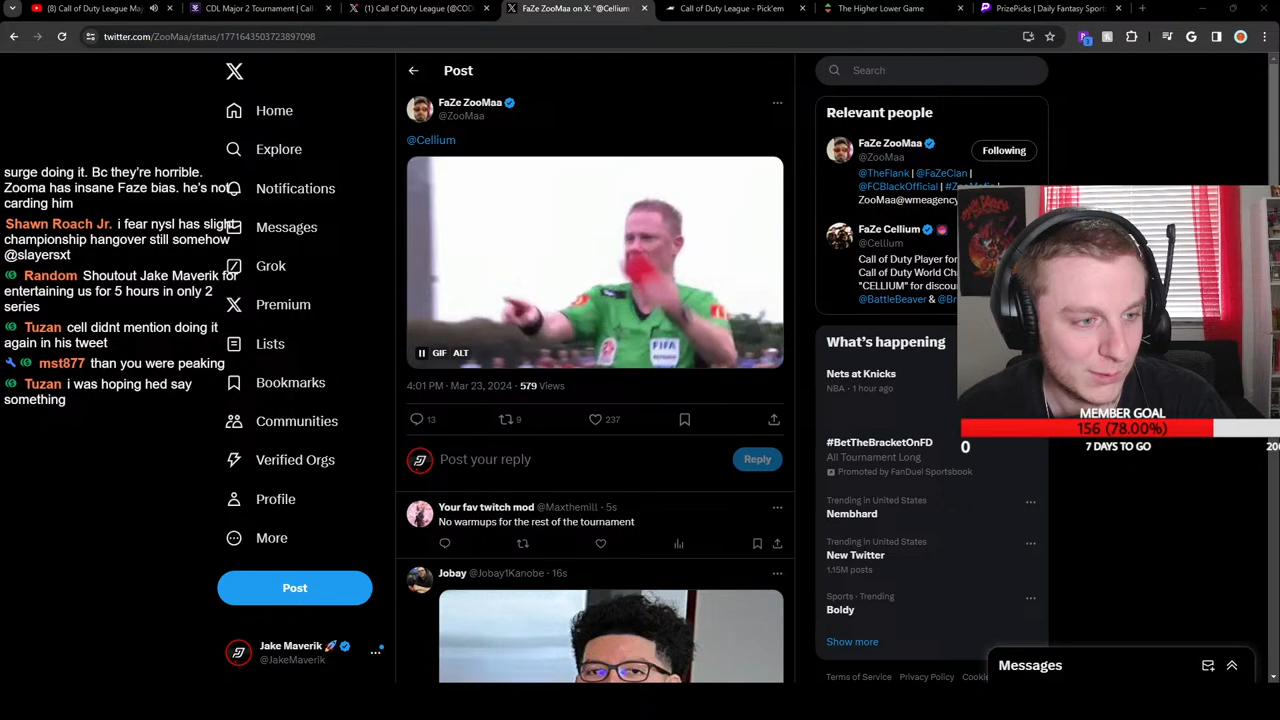 (8) Call of Duty League Maj
CDL Major 2 Tournament | Call
(1) Call of Duty League (@COD
FaZe ZooMaa on X: "@Cellium
Call of Duty League - Pick'em
The Higher Lower Game
PrizePicks | Daily Fantasy Sport
twitter.com/ZooMaa/status/1771643503723897098
Home
Explore
Notifications
Messages
Grok
Premium
Lists
Bookmarks
Communities
Verified Orgs
Profile
More
Post
Jake Maverik
@JakeMaverik
surge doing it. Bc they're horrible.
Zooma has insane Faze bias. he's not
carding him
Shawn Roach Jr. i fear nysl has slight
championship hangover still somehow
@slayersxt
Random Shoutout Jake Maverik for
entertaining us for 5 hours in only 2
series
Tuzan cell didnt mention doing it
again in his tweet
mst877 than you were peaking
Tuzan i was hoping hed say
something
Post
FaZe ZooMaa
@ZooMaa
@Cellium
FIFA
GIF ALT
4:01 PM · Mar 23, 2024 · 579 Views
13
9
237
Post your reply
Reply
Your fav twitch mod @Maxthemill · 5s
No warmups for the rest of the tournament
Jobay @Jobay1Kanobe · 16s
Search
Relevant people
FaZe ZooMaa
@ZooMaa
Following
@TheFlank | @FaZeClan |
@FCBlackOfficial |
ZooMaa@wmeagency
FaZe Cellium
@Cellium
Call of Duty Player for
Call of Duty World Cha
"CELLIUM" for discou
@BattleBeaver & @Br
What's happening
Nets at Knicks
NBA · 1 hour ago
#BetTheBracketOnFD
All Tournament Long
Promoted by FanDuel Sportsbook
Trending in United States
Nembhard
Trending in United States
New Twitter
1.15M posts
Sports · Trending
Boldy
Show more
Terms of Service Privacy Policy Cookie
MEMBER GOAL
156 (78.00%)
0
7 DAYS TO GO
Messages